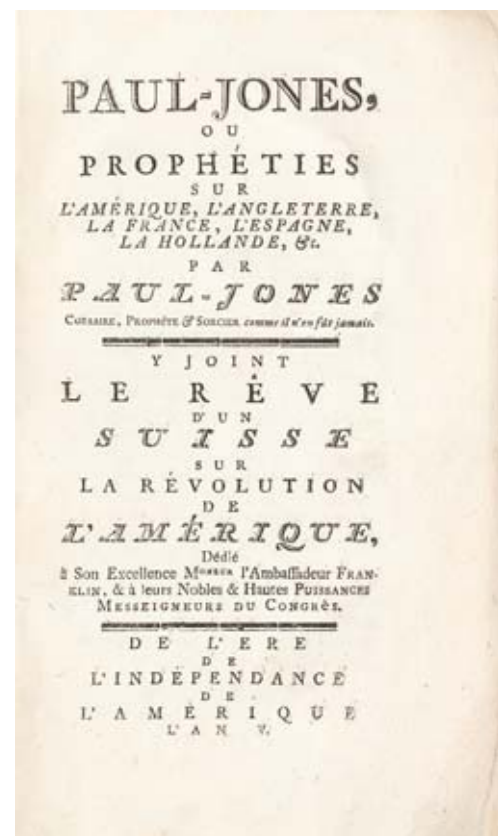 PAUL-JONES,
OU
PROPHÉTIES
SUR
L'AMÉRIQUE, L'ANGLETERRE,
LA FRANCE, L'ESPAGNE,
LA HOLLANDE, &c.
PAR
PAUL-JONES
CORSAIRE, PROPHÊTE & SORCIER comme il n'en fût jamais.
Y JOINT
LE RÊVE
D'UN
SUISSE
SUR
LA RÉVOLUTION
DE
L'AMÉRIQUE,
Dédié
à Son Excellence MONSEUR l'Ambaſſadeur FRAN-
KLIN, & à leurs Nobles & Hautes PUISSANCES
MESSEIGNEURS DU CONGRÈS.
DE L'ERE
DE
L'INDÉPENDANCE
DE
L'AMÉRIQUE
L'AN V.